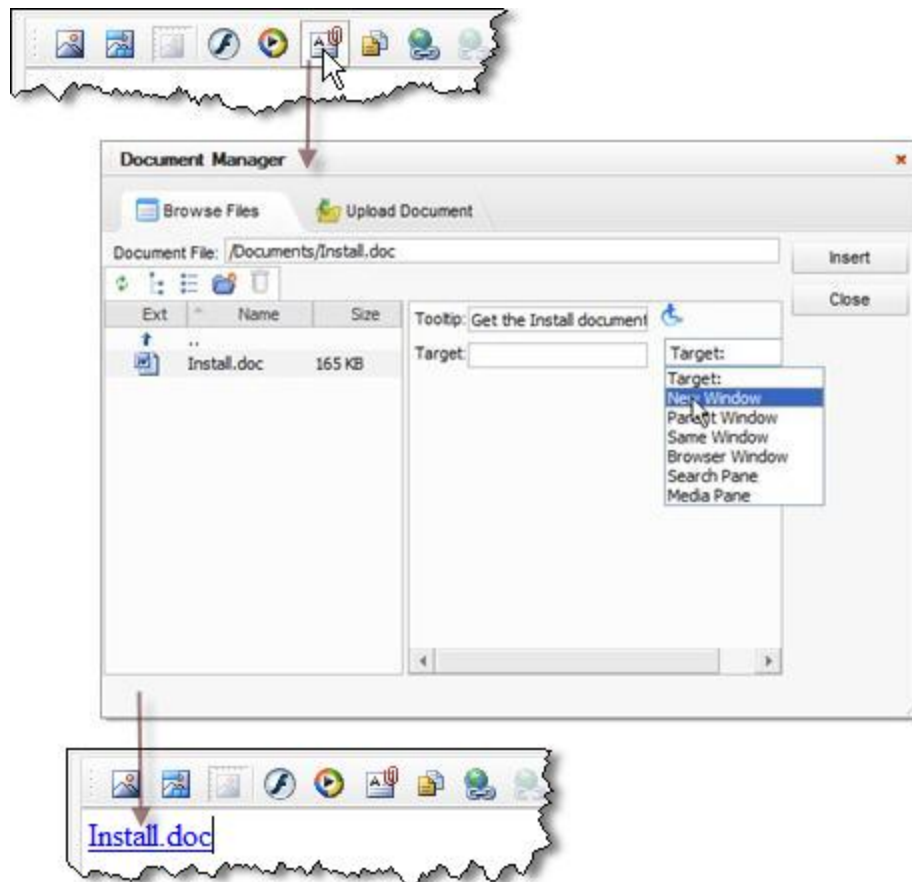 Document Manager
Browse Files
Upload Document
Document File: /Documents/Install.doc
Insert
Close
Ext Name Size
..
Install.doc 165 KB
Tooltip: Get the Install document
Target:
Target:
Target:
New Window
Parent Window
Same Window
Browser Window
Search Pane
Media Pane
Install.doc